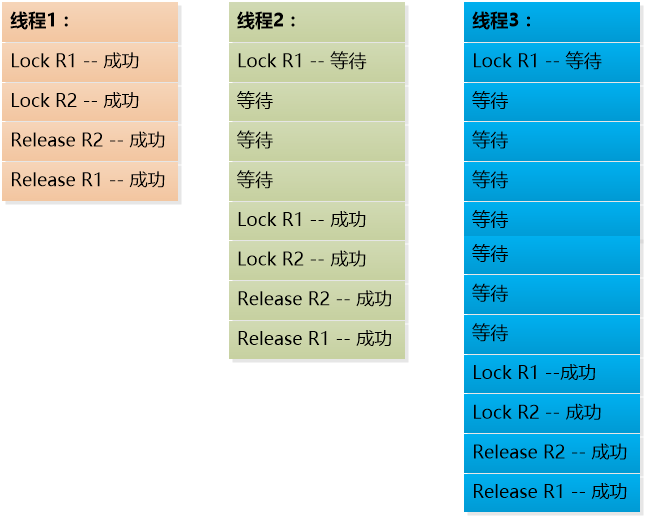 线程1：
Lock R1 -- 成功
Lock R2 -- 成功
Release R2 -- 成功
Release R1 -- 成功
线程2：
Lock R1 -- 等待
等待
等待
等待
Lock R1 -- 成功
Lock R2 -- 成功
Release R2 -- 成功
Release R1 -- 成功
线程3：
Lock R1 -- 等待
等待
等待
等待
等待
等待
等待
等待
Lock R1 --成功
Lock R2 -- 成功
Release R2 -- 成功
Release R1 -- 成功